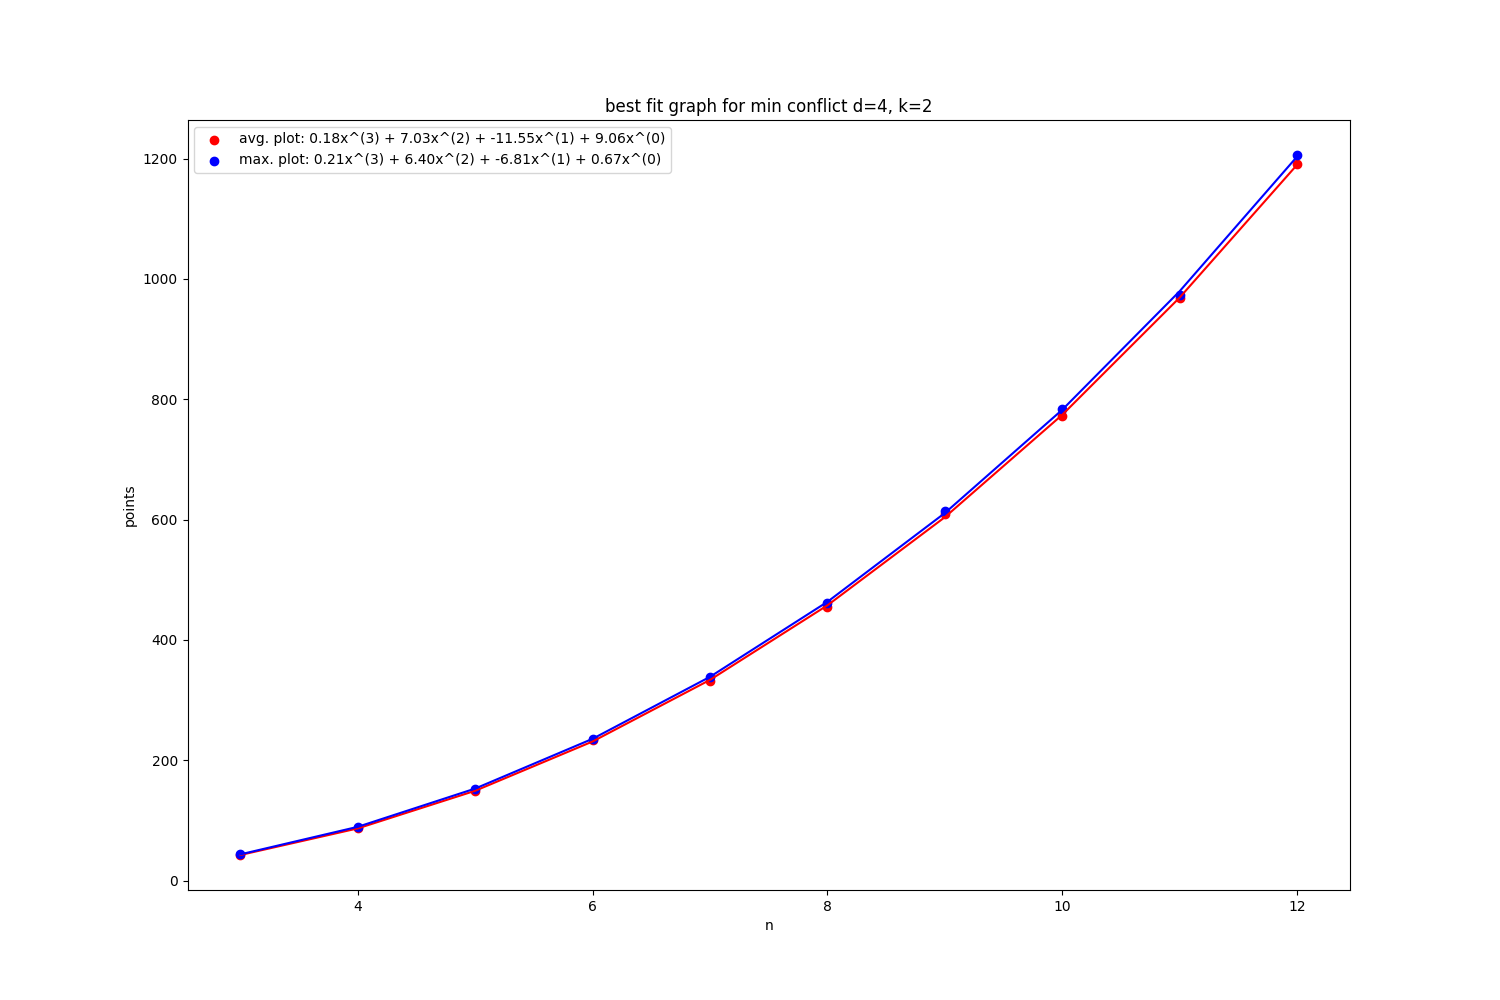 best fit graph for min conflict d=4, k=2
avg. plot: 0.18x^(3) + 7.03x^(2) + -11.55x^(1) + 9.06x^(0)
max. plot: 0.21x^(3) + 6.40x^(2) + -6.81x^(1) + 0.67x^(0)
1200
1000
800
600
400
200
0
points
4 6 8 10 12
n